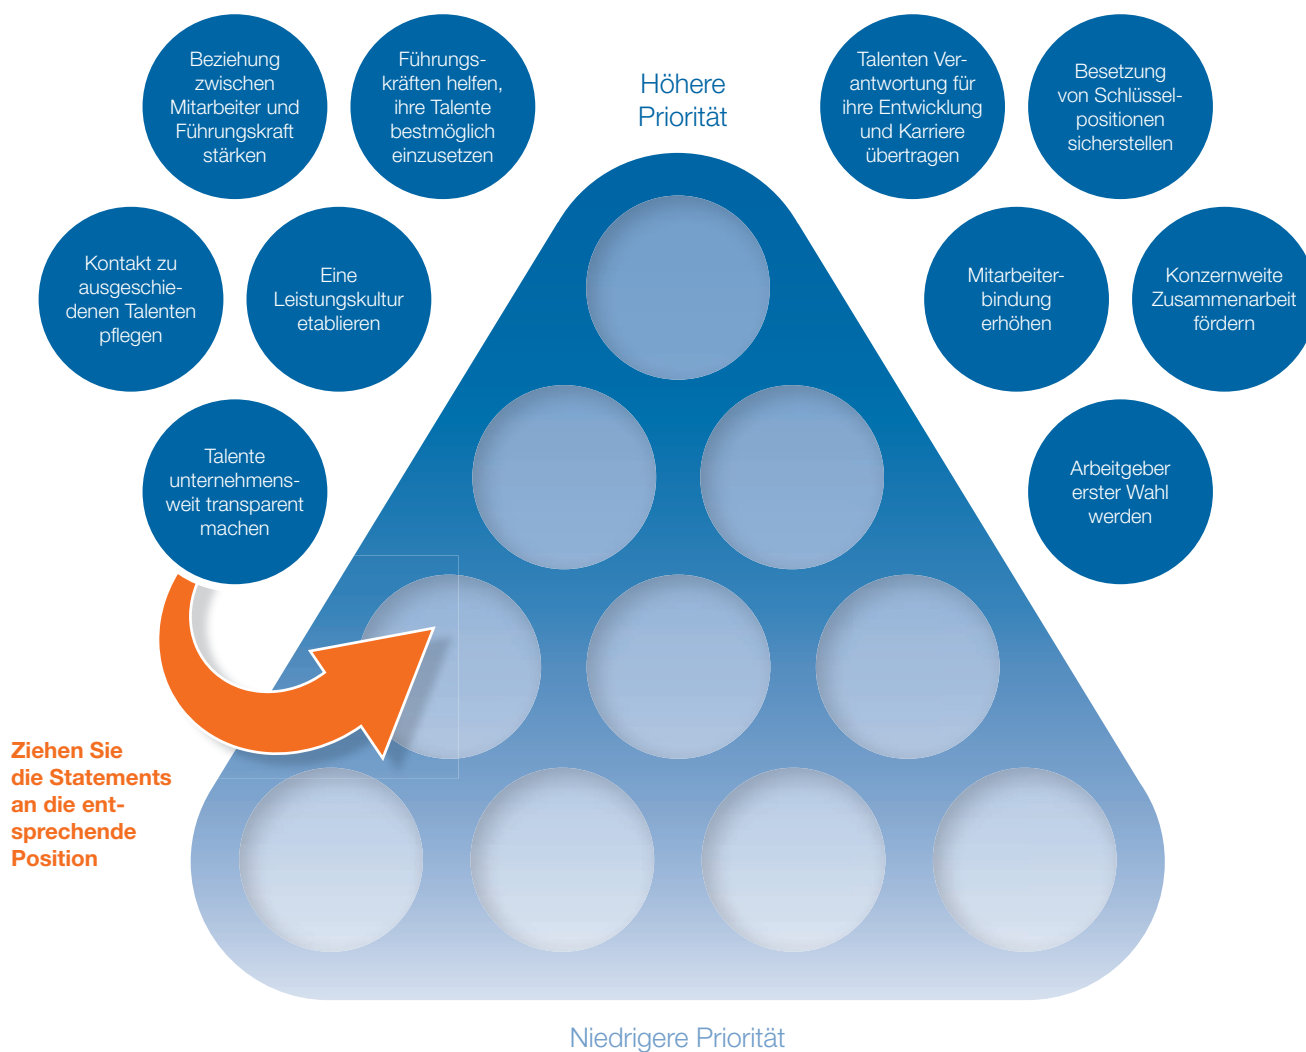 Beziehung
zwischen
Mitarbeiter und
Führungskraft
stärken
Führungs-
kräften helfen,
ihre Talente
bestmöglich
einzusetzen
Höhere
Priorität
Talenten Ver-
antwortung für
ihre Entwicklung
und Karriere
übertragen
Besetzung
von Schlüssel-
positionen
sicherstellen
Kontakt zu
ausgeschie-
denen Talenten
pflegen
Eine
Leistungskultur
etablieren
Mitarbeiter-
bindung
erhöhen
Konzernweite
Zusammenarbeit
fördern
Talente
unternehmens-
weit transparent
machen
Arbeitgeber
erster Wahl
werden
Ziehen Sie
die Statements
an die ent-
sprechende
Position
Niedrigere Priorität